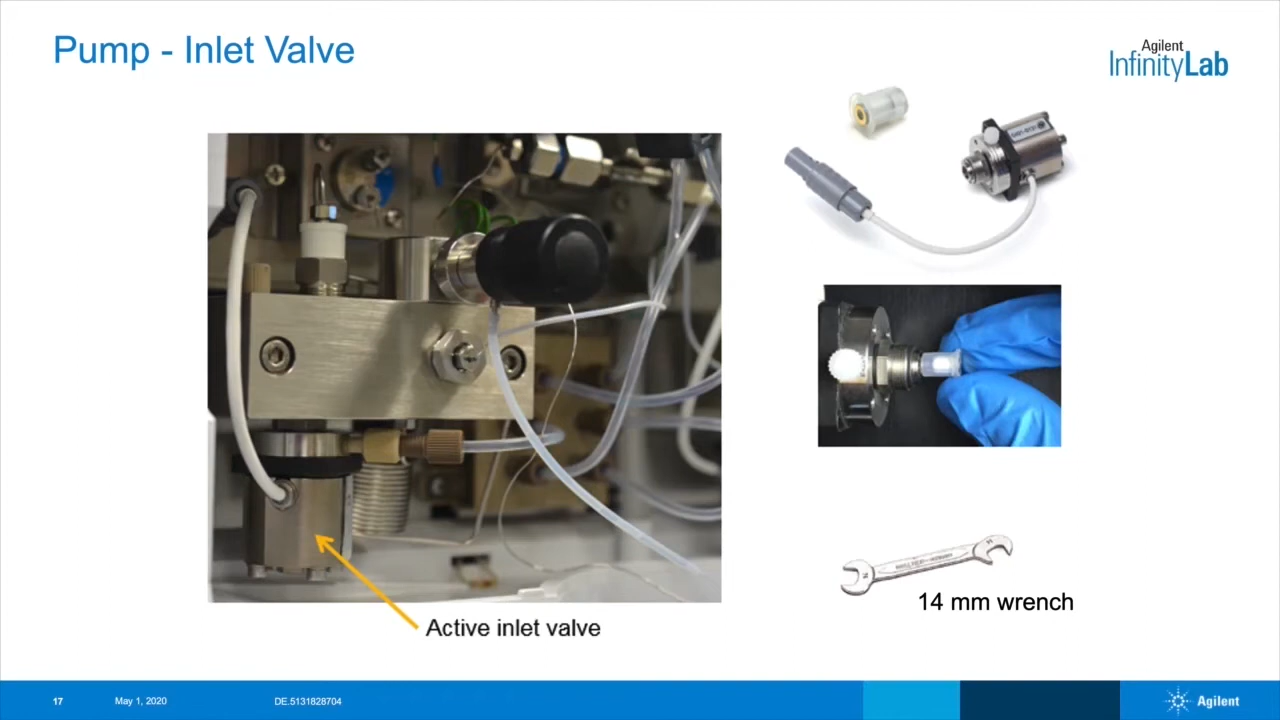 Pump - Inlet Valve
Agilent
InfinityLab
Active inlet valve
14 mm wrench
17
May 1, 2020
DE.5131828704
Agilent